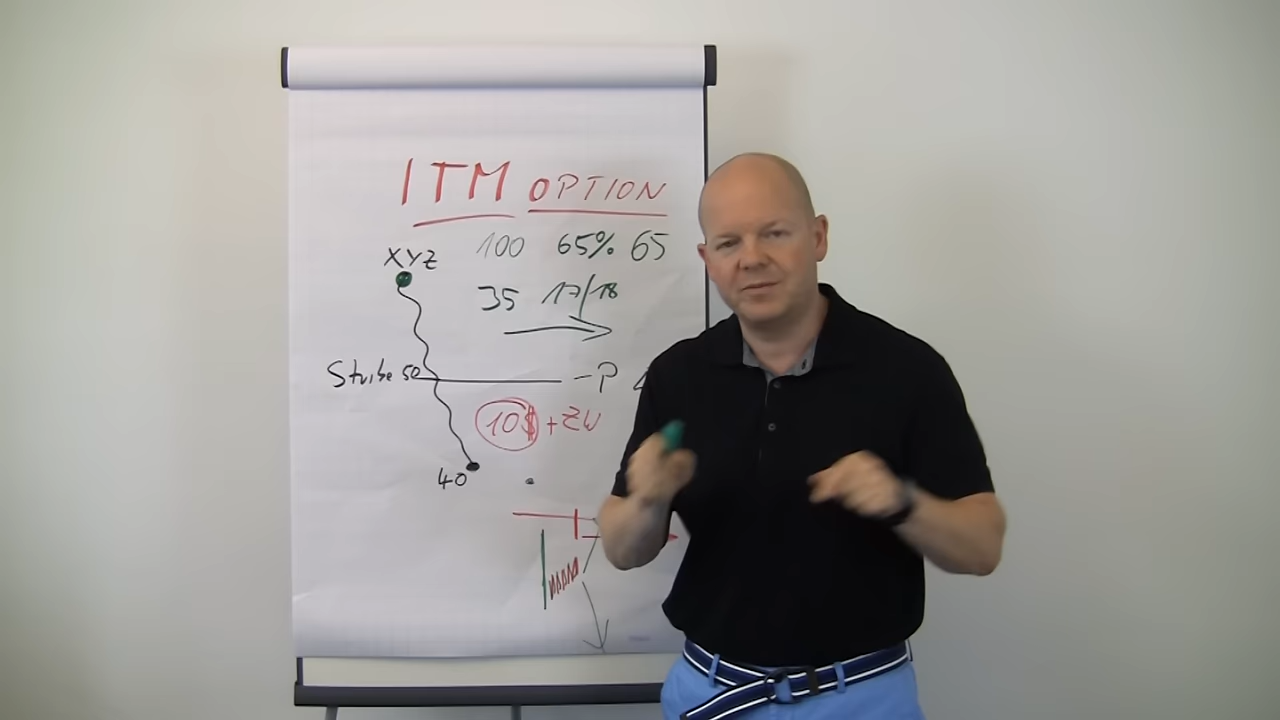 ITM OPTION
XYZ 100 65% 65
35 17/18
Strike 50 -P
10$ + ZW
40